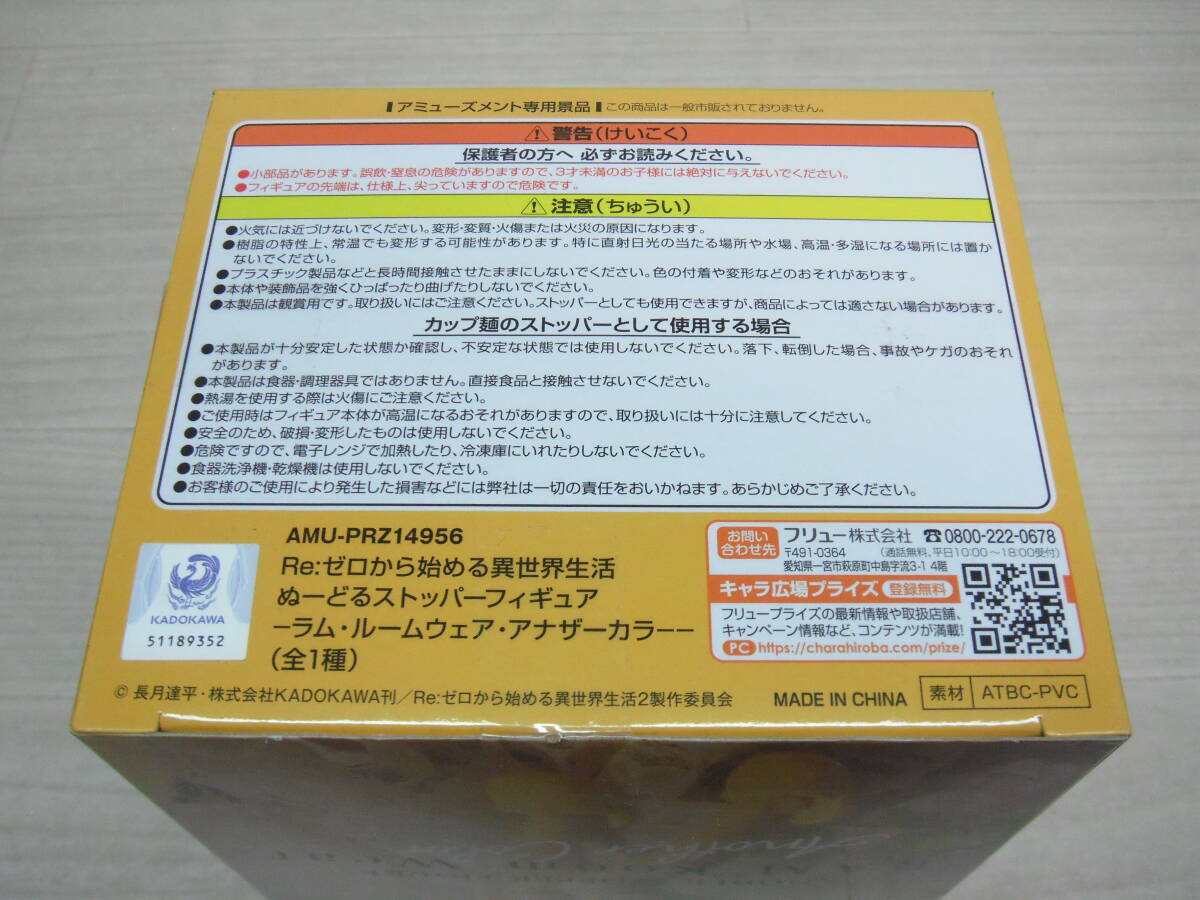 アミューズメント専用景品 この商品は一般市販されておりません。
警告(けいこく)
保護者の方へ 必ずお読みください。
●小部品があります。誤飲・窒息の危険がありますので、3才未満のお子様には絶対に与えないでください。
●フィギュアの先端は、仕様上、尖っていますので危険です。
注意(ちゅうい)
●火気には近づけないでください。変形・変質・火傷または火災の原因になります。
●樹脂の特性上、常温でも変形する可能性があります。特に直射日光の当たる場所や水場、高温・多湿になる場所には置か
ないでください。
●プラスチック製品などと長時間接触させたままにしないでください。色の付着や変形などのおそれがあります。
●本体や装飾品を強くひっぱったり曲げたりしないでください。
●本製品は観賞用です。取り扱いにはご注意ください。ストッパーとしても使用できますが、商品によっては適さない場合があります。
カップ麺のストッパーとして使用する場合
●本製品が十分安定した状態か確認し、不安定な状態では使用しないでください。落下、転倒した場合、事故やケガのおそれ
があります。
●本製品は食器・調理器具ではありません。直接食品と接触させないでください。
●熱湯を使用する際は火傷にご注意ください。
●ご使用時はフィギュア本体が高温になるおそれがありますので、取り扱いには十分に注意してください。
●安全のため、破損・変形したものは使用しないでください。
●危険ですので、電子レンジで加熱したり、冷凍庫にいれたりしないでください。
●食器洗浄機・乾燥機は使用しないでください。
●お客様のご使用により発生した損害などには弊社は一切の責任をおいかねます。あらかじめご了承ください。
KADOKAWA
51189352
AMU-PRZ14956
Re:ゼロから始める異世界生活
ぬーどるストッパーフィギュア
−ラム・ルームウェア・アナザーカラー−
(全1種)
お問い合わせ先 フリュー株式会社 ☎0800-222-0678
〒491-0364 (通話無料、平日10:00〜18:00受付)
愛知県一宮市萩原町中島字流3-1 4階
キャラ広場プライズ 登録無料
フリュープライズの最新情報や取扱店舗、
キャンペーン情報など、コンテンツが満載!
PC https://charahiroba.com/prize/
© 長月達平・株式会社KADOKAWA刊/Re:ゼロから始める異世界生活2製作委員会
MADE IN CHINA 素材 ATBC-PVC
Another Color